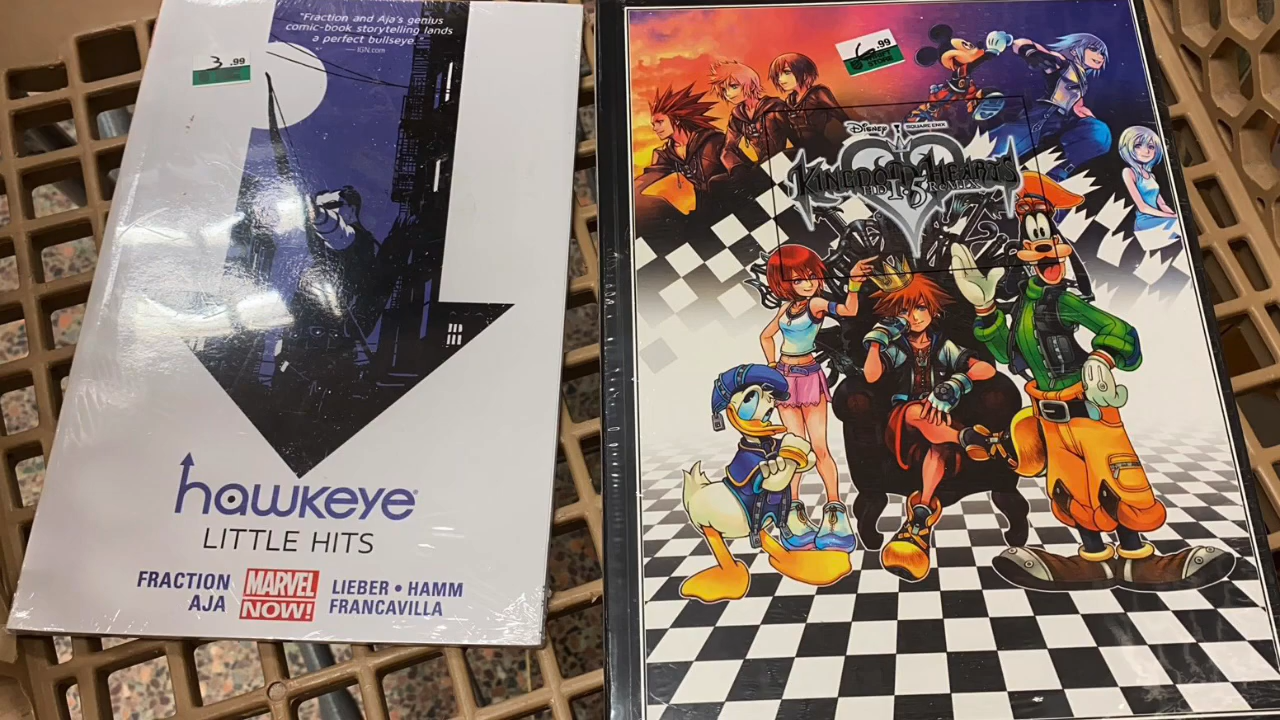 "Fraction and Aja's genius
comic-book storytelling lands
a perfect bullseye."
— IGN.com
3 .99
hawkeye
LITTLE HITS
FRACTION
AJA
MARVEL
NOW!
LIEBER • HAMM
FRANCAVILLA
6 .99
Disney
SQUARE ENIX
KINGDOM HEARTS
HD 1.5 ReMIX